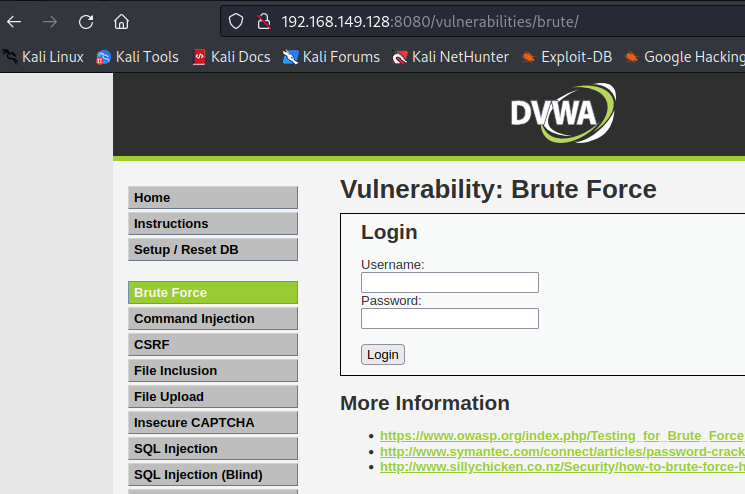 192.168.149.128:8080/vulnerabilities/brute/
Kali Linux Kali Tools Kali Docs Kali Forums Kali NetHunter Exploit-DB Google Hacking
DVWA
Home
Instructions
Setup / Reset DB
Brute Force
Command Injection
CSRF
File Inclusion
File Upload
Insecure CAPTCHA
SQL Injection
SQL Injection (Blind)
Vulnerability: Brute Force
Login
Username:
Password:
Login
More Information
https://www.owasp.org/index.php/Testing_for_Brute_Force
http://www.symantec.com/connect/articles/password-crack
http://www.sillychicken.co.nz/Security/how-to-brute-force-h